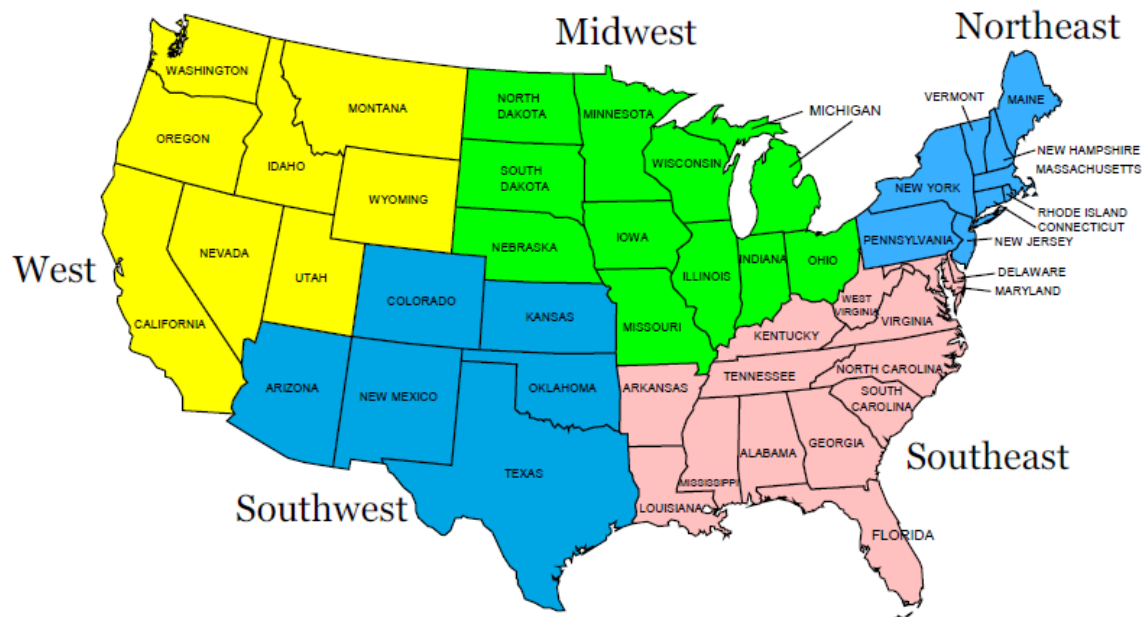 Midwest
Northeast
WASHINGTON
MONTANA
NORTH
DAKOTA
MINNESOTA
MICHIGAN
VERMONT
MAINE
OREGON
IDAHO
SOUTH
DAKOTA
WISCONSIN
NEW HAMPSHIRE
MASSACHUSETTS
WYOMING
NEW YORK
RHODE ISLAND
CONNECTICUT
NEBRASKA
IOWA
PENNSYLVANIA
NEW JERSEY
West
NEVADA
UTAH
ILLINOIS
INDIANA
OHIO
DELAWARE
MARYLAND
COLORADO
KANSAS
WEST
VIRGINIA
VIRGINIA
CALIFORNIA
MISSOURI
KENTUCKY
ARIZONA
NEW MEXICO
OKLAHOMA
ARKANSAS
TENNESSEE
NORTH CAROLINA
SOUTH
CAROLINA
TEXAS
MISSISSIPPI
ALABAMA
GEORGIA
Southeast
Southwest
LOUISIANA
FLORIDA